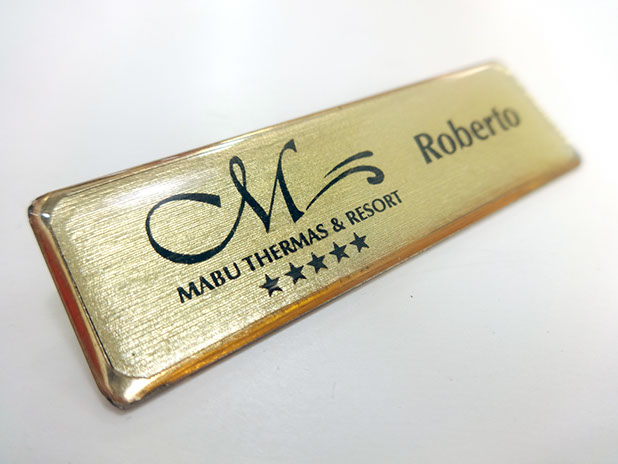 M
MABU THERMAS & RESORT
★★★★★
Roberto